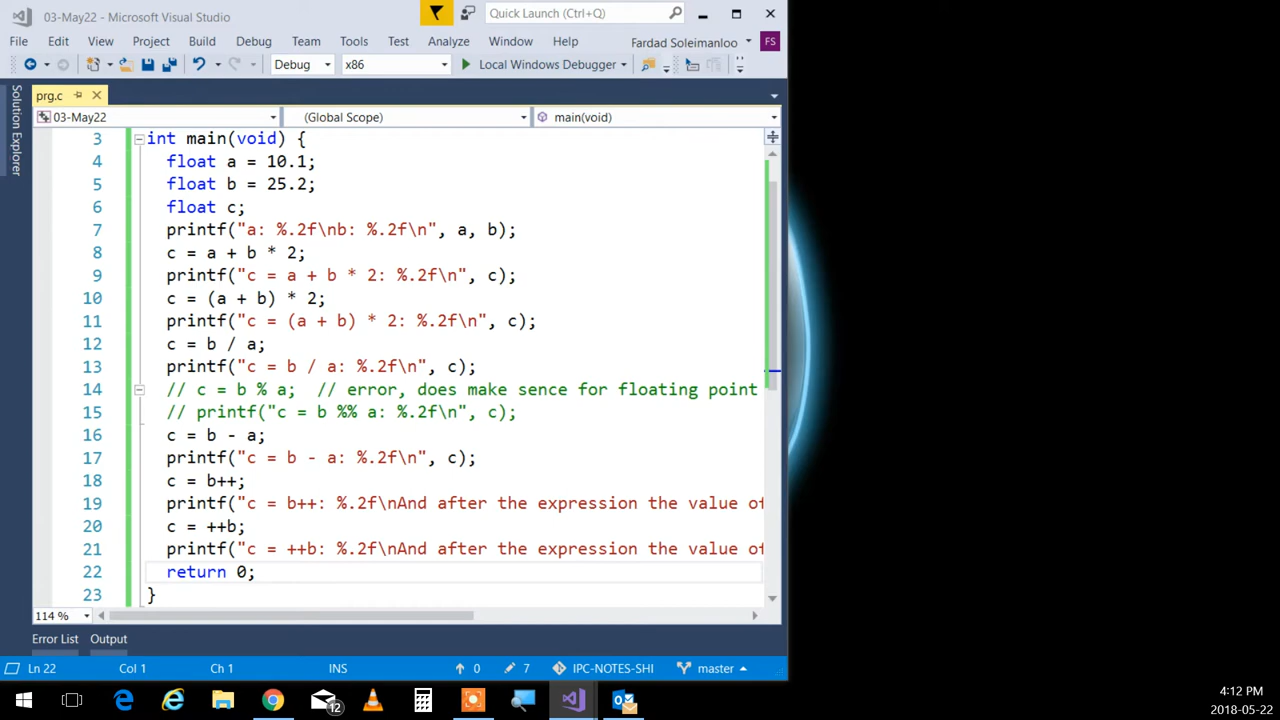 03-May22 - Microsoft Visual Studio
Quick Launch (Ctrl+Q)
File Edit View Project Build Debug Team Tools Test Analyze Window Help Fardad Soleimanloo FS
Debug x86 Local Windows Debugger
Solution Explorer
prg.c
03-May22 (Global Scope) main(void)
3 int main(void) {
4 float a = 10.1;
5 float b = 25.2;
6 float c;
7 printf("a: %.2f\nb: %.2f\n", a, b);
8 c = a + b * 2;
9 printf("c = a + b * 2: %.2f\n", c);
10 c = (a + b) * 2;
11 printf("c = (a + b) * 2: %.2f\n", c);
12 c = b / a;
13 printf("c = b / a: %.2f\n", c);
14 // c = b % a;  // error, does make sence for floating point
15 // printf("c = b %% a: %.2f\n", c);
16 c = b - a;
17 printf("c = b - a: %.2f\n", c);
18 c = b++;
19 printf("c = b++: %.2f\nAnd after the expression the value of
20 c = ++b;
21 printf("c = ++b: %.2f\nAnd after the expression the value of
22 return 0;
23 }
114 %
Error List Output
Ln 22 Col 1 Ch 1 INS 0 7 IPC-NOTES-SHI master
12
4:12 PM
2018-05-22